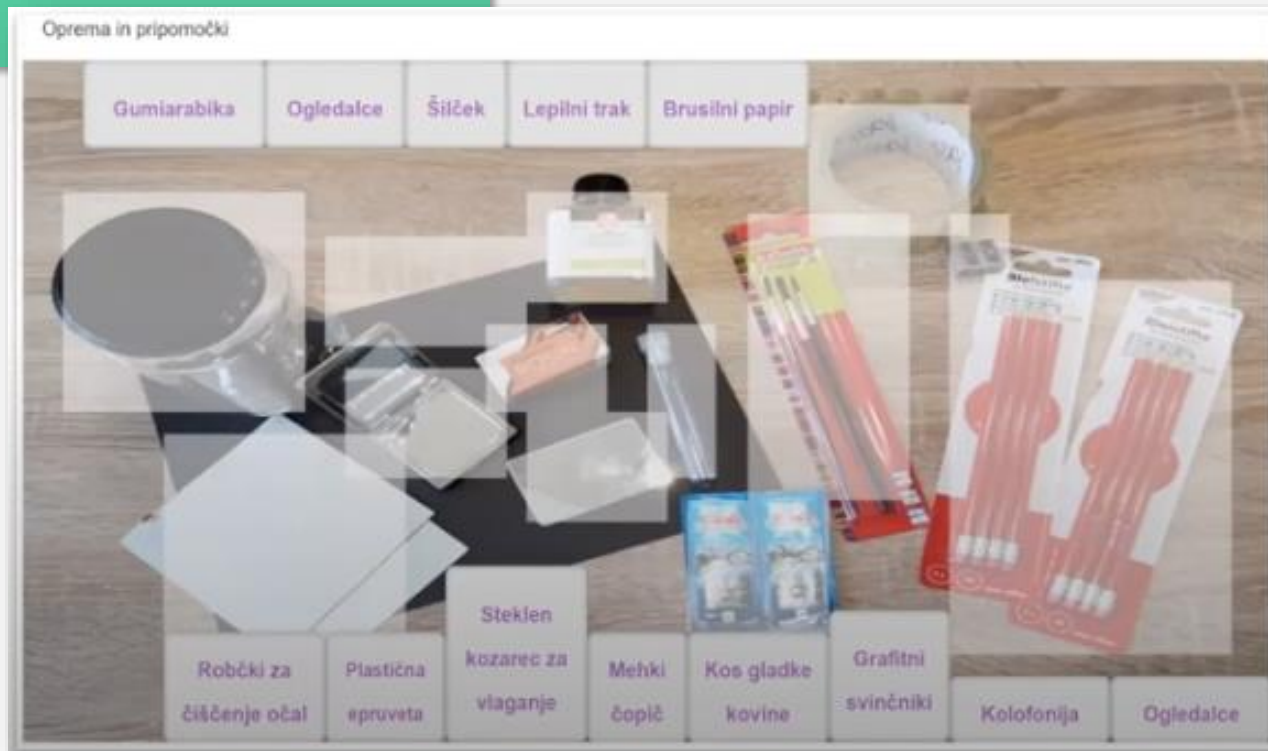 Oprema in pripomočki
Gumiarabika
Ogledalce
Šilček
Lepilni trak
Brusilni papir
Robčki za
čiščenje očal
Plastična
epruveta
Steklen
kozarec za
vlaganje
Mehki
čopič
Kos gladke
kovine
Grafitni
svinčniki
Kolofonija
Ogledalce